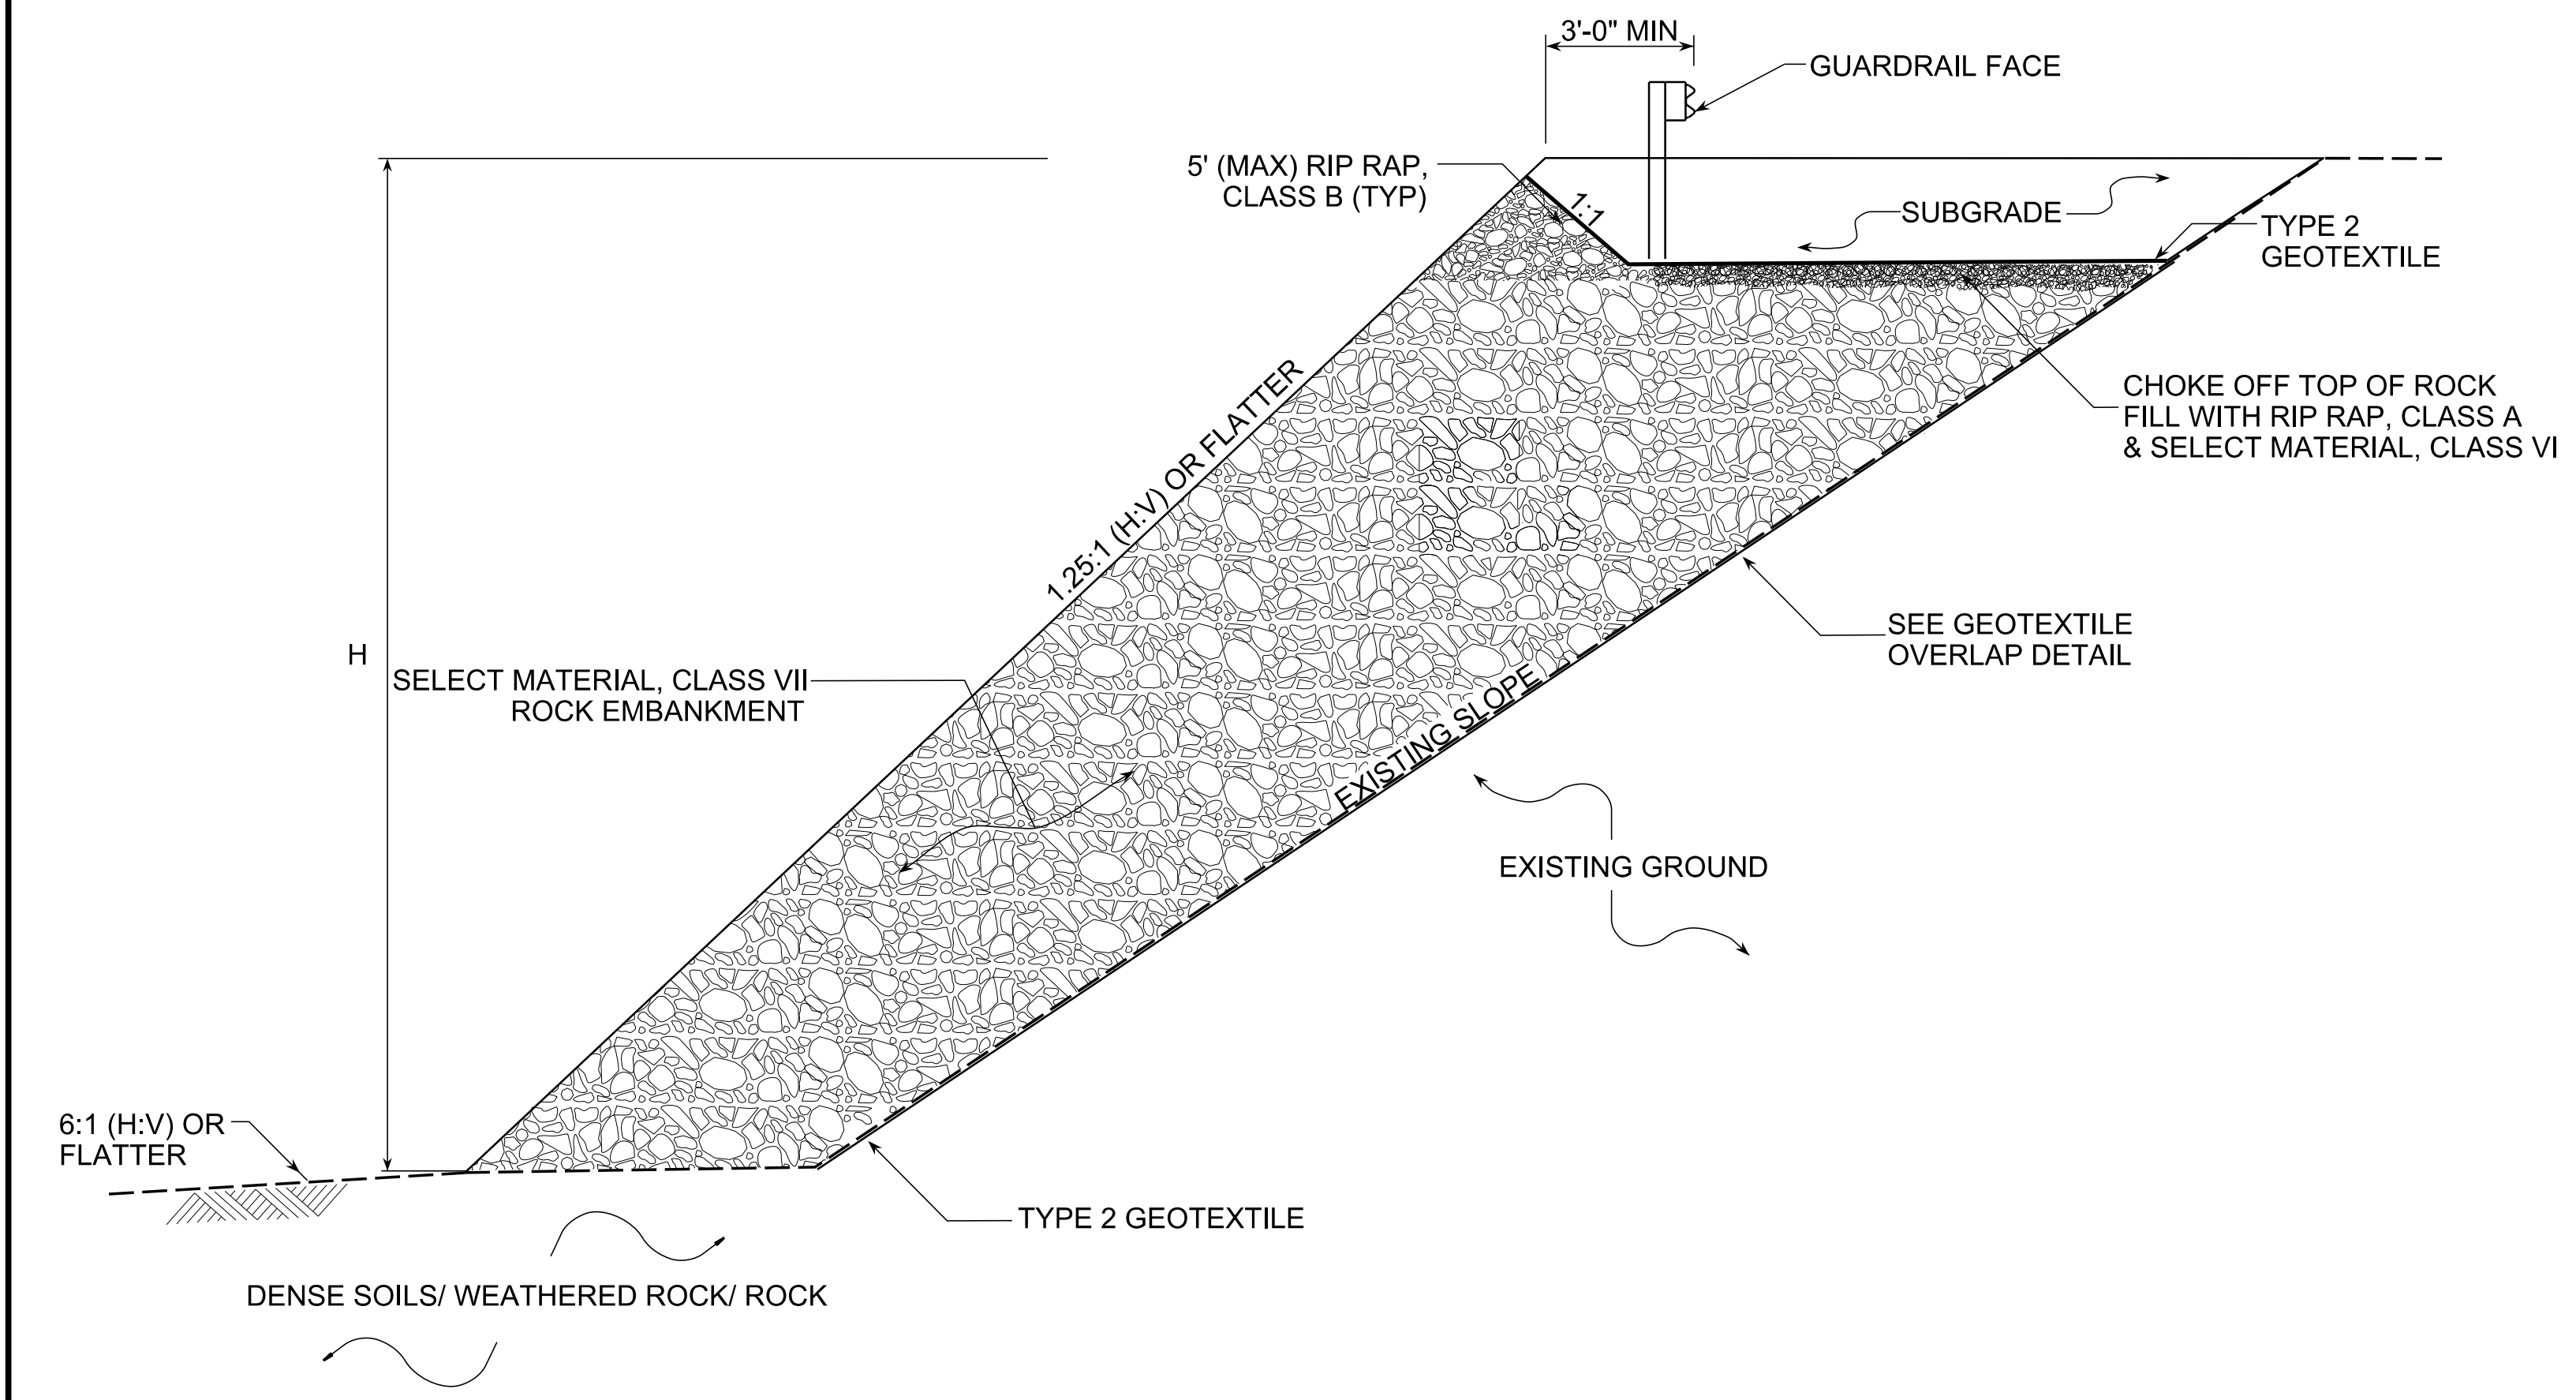 3'-0" MIN
GUARDRAIL FACE
5' (MAX) RIP RAP,
CLASS B (TYP)
1:1
SUBGRADE
TYPE 2
GEOTEXTILE
CHOKE OFF TOP OF ROCK
FILL WITH RIP RAP, CLASS A
& SELECT MATERIAL, CLASS VI
1.25:1 (H:V) OR FLATTER
SEE GEOTEXTILE
OVERLAP DETAIL
H
SELECT MATERIAL, CLASS VII
ROCK EMBANKMENT
EXISTING SLOPE
EXISTING GROUND
6:1 (H:V) OR
FLATTER
TYPE 2 GEOTEXTILE
DENSE SOILS/ WEATHERED ROCK/ ROCK